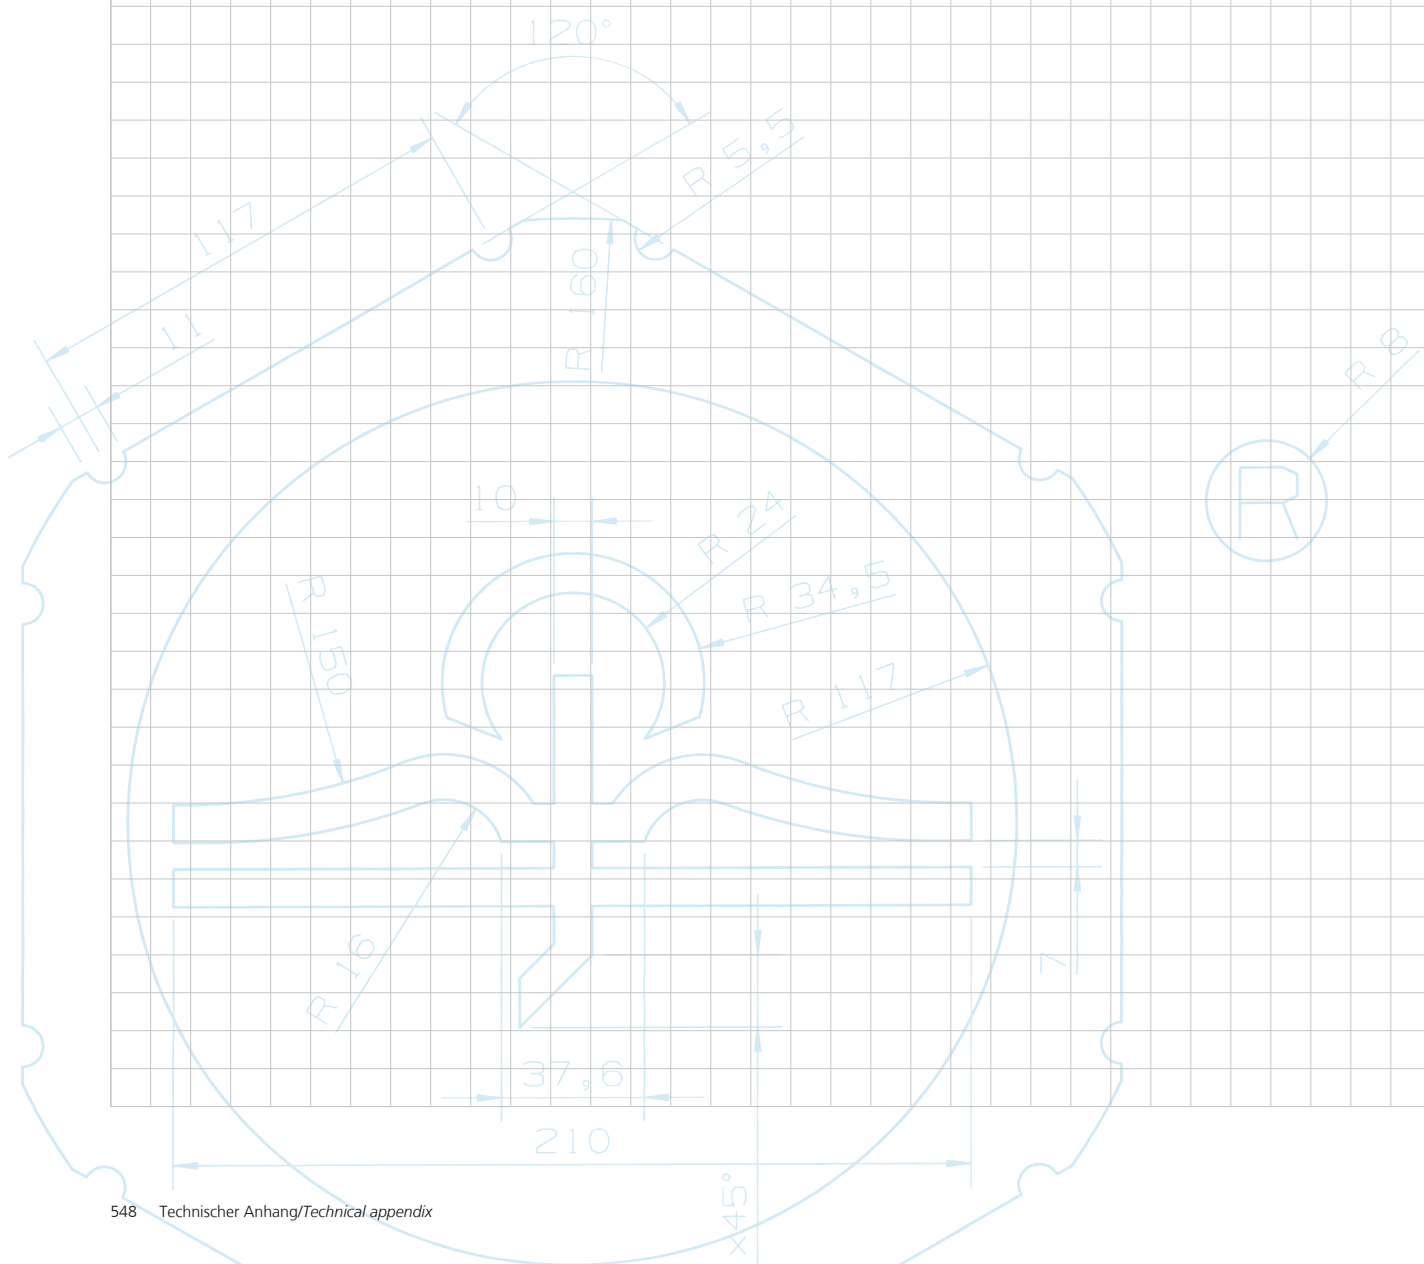 120°
R 5,5
117
R 160
11
R 8
R
10
R 24
R 34,5
R 150
R 117
7
R 16
37,6
210
x45°
548 Technischer Anhang/Technical appendix